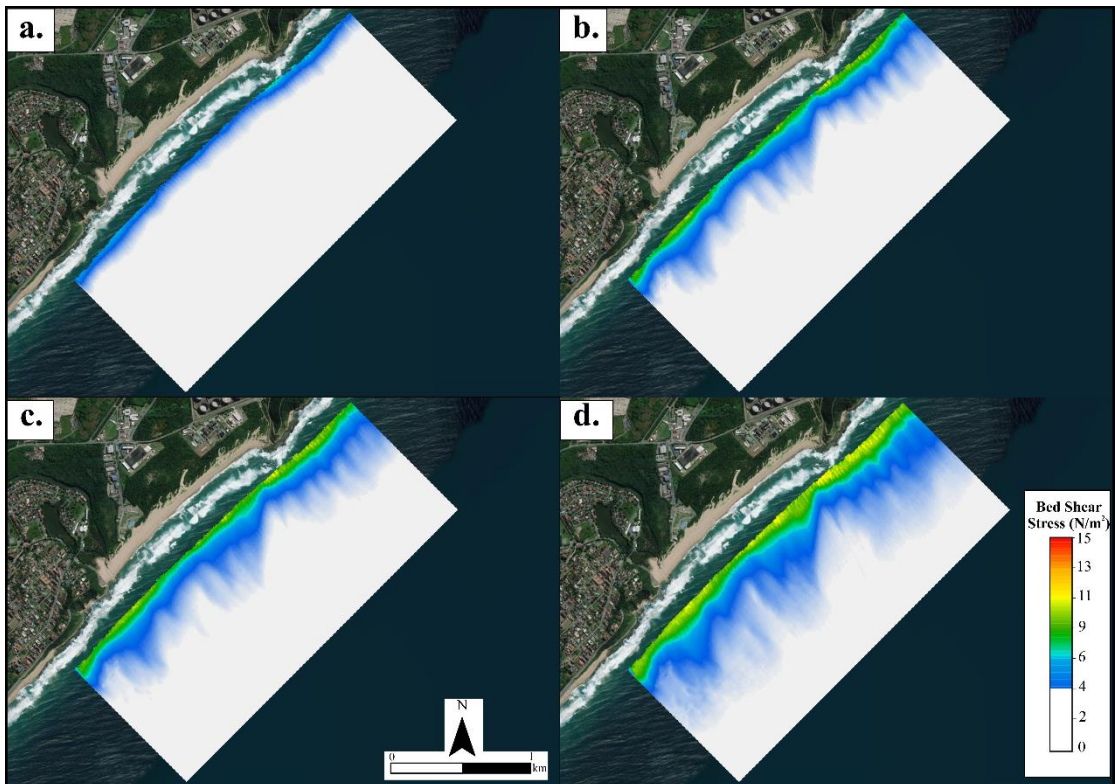 a.
b.
c.
d.
N
0 1
km
Bed Shear
Stress (N/m²)
15
13
11
9
6
4
2
0